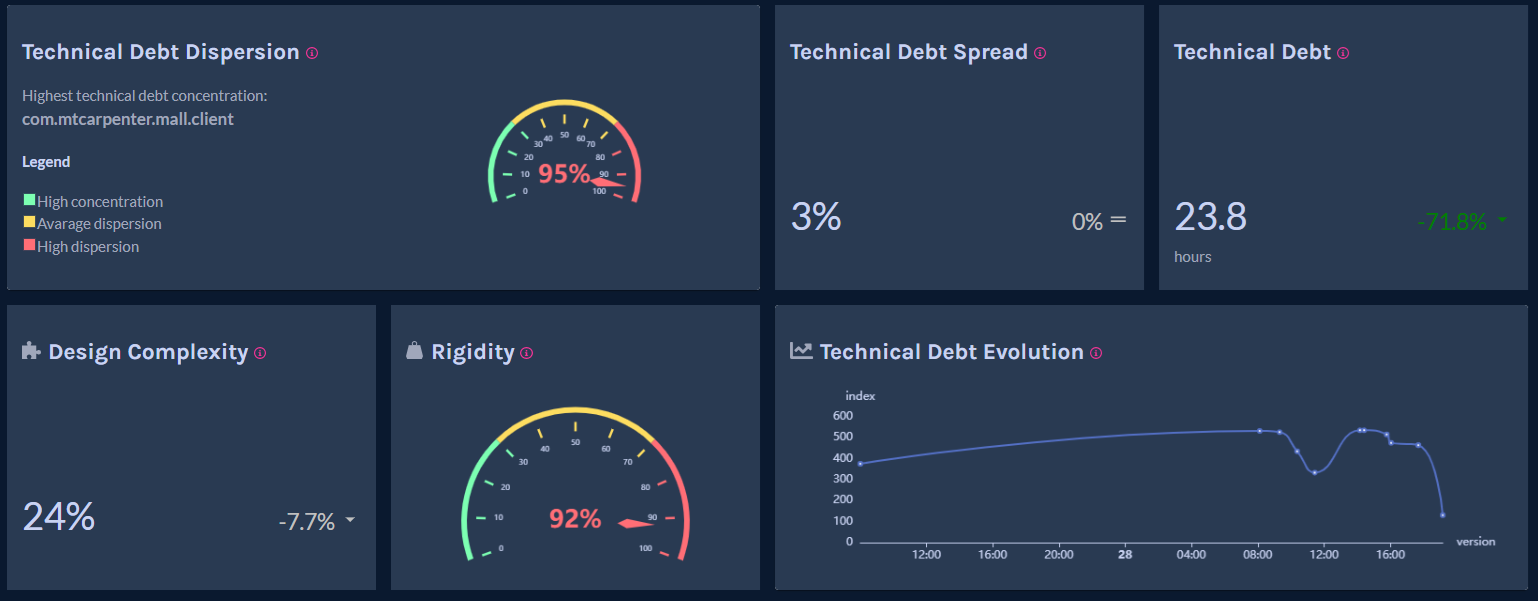 Technical Debt Dispersion
Highest technical debt concentration:
com.mtcarpenter.mall.client
Legend
High concentration
Avarage dispersion
High dispersion
0
10
20
30
40
50
60
70
80
90
100
95%
Technical Debt Spread
3%
0% =
Technical Debt
23.8
-71.8%
hours
Design Complexity
24%
-7.7%
Rigidity
0
10
20
30
40
50
60
70
80
90
100
92%
Technical Debt Evolution
index
600
500
400
300
200
100
0
12:00 16:00 20:00 28 04:00 08:00 12:00 16:00
version